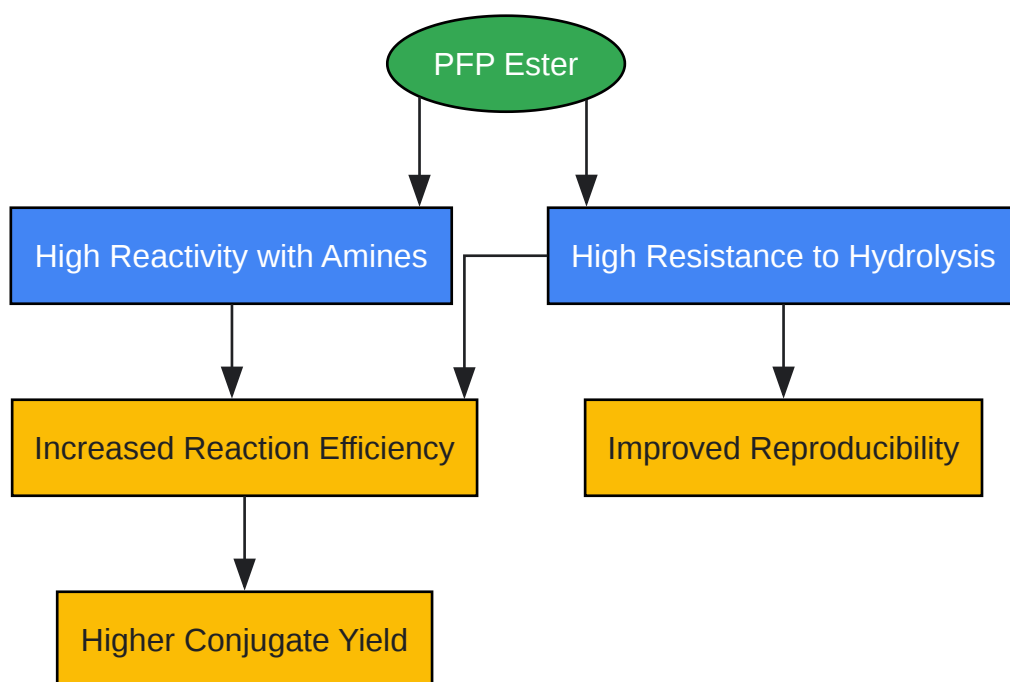 PFP Ester
High Reactivity with Amines
High Resistance to Hydrolysis
Increased Reaction Efficiency
Improved Reproducibility
Higher Conjugate Yield